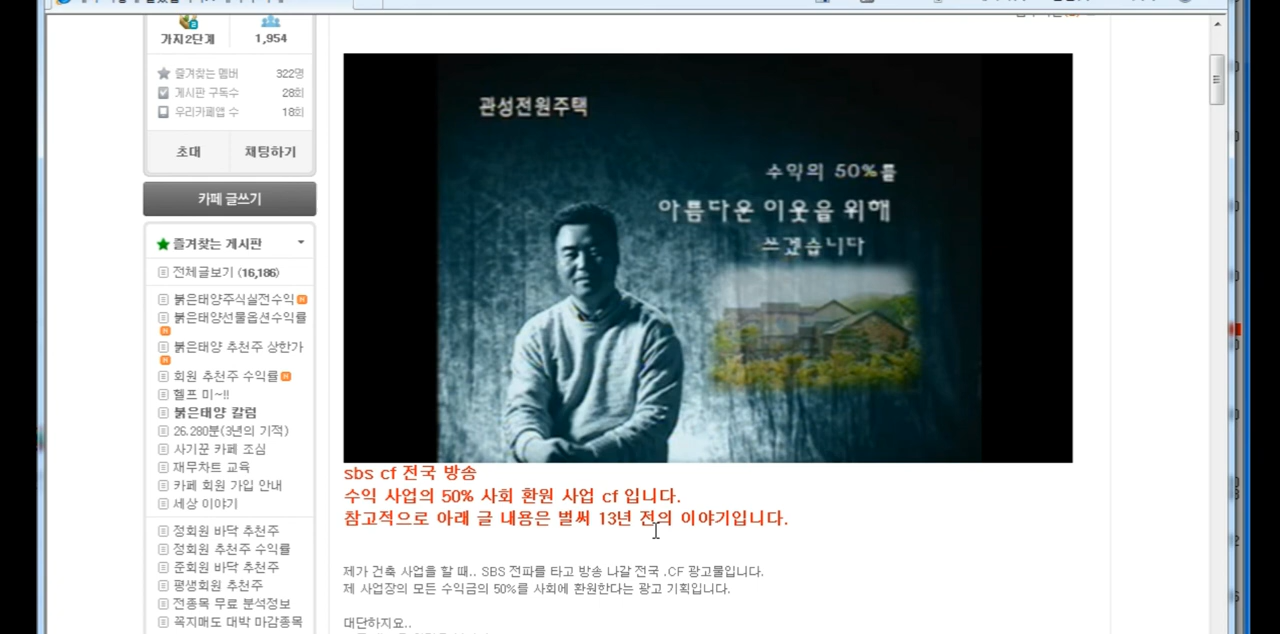 가지2단계
1,954
즐겨찾는 멤버 322명
게시판 구독수 28회
우리카페앱 수 18회
초대 채팅하기
카페 글쓰기
즐겨찾는 게시판
전체글보기 (16,186)
붉은태양주식실전수익
붉은태양선물옵션수익률
붉은태양 추천주 상한가
회원 추천주 수익률
헬프 미~!!
붉은태양 칼럼
26.280분(3년의 기적)
사기꾼 카페 조심
재무차트 교육
카페 회원 가입 안내
세상 이야기
정회원 바닥 추천주
정회원 추천주 수익률
준회원 바닥 추천주
평생회원 추천주
전종목 무료 분석정보
꼭지매도 대박 마감종목
관성전원주택
수익의 50%를
아름다운 이웃을 위해
쓰겠습니다
sbs cf 전국 방송
수익 사업의 50% 사회 환원 사업 cf 입니다.
참고적으로 아래 글 내용은 벌써 13년 전의 이야기입니다.
제가 건축 사업을 할 때.. SBS 전파를 타고 방송 나갈 전국 .CF 광고물입니다.
제 사업장의 모든 수익금의 50%를 사회에 환원한다는 광고 기획입니다.
대단하지요..